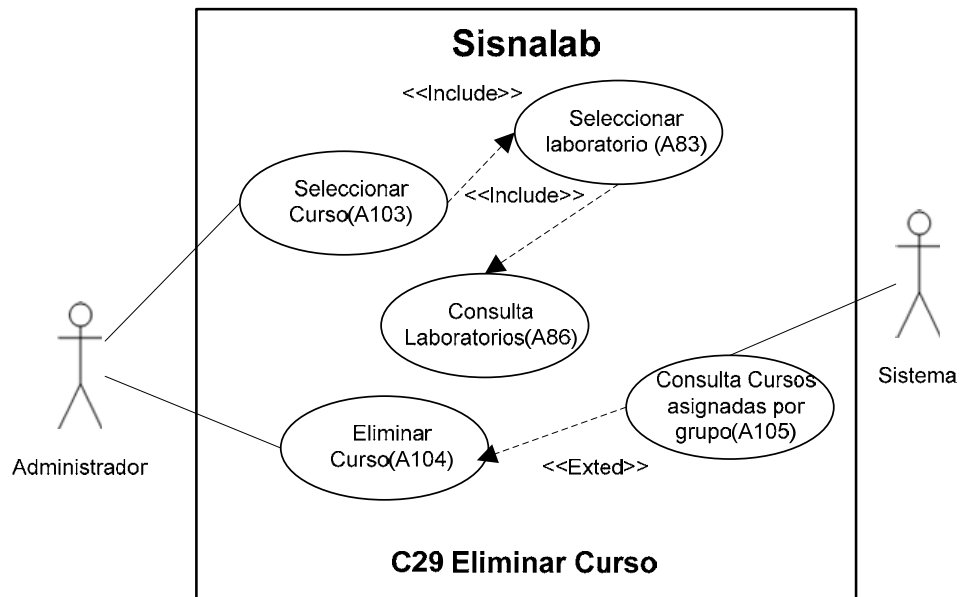 Sisnalab
<<Include>>
Seleccionar
laboratorio (A83)
Seleccionar
Curso(A103)
<<Include>>
Consulta
Laboratorios(A86)
Sistema
Consulta Cursos
asignadas por
grupo(A105)
Eliminar
Curso(A104)
<<Exted>>
Administrador
C29 Eliminar Curso